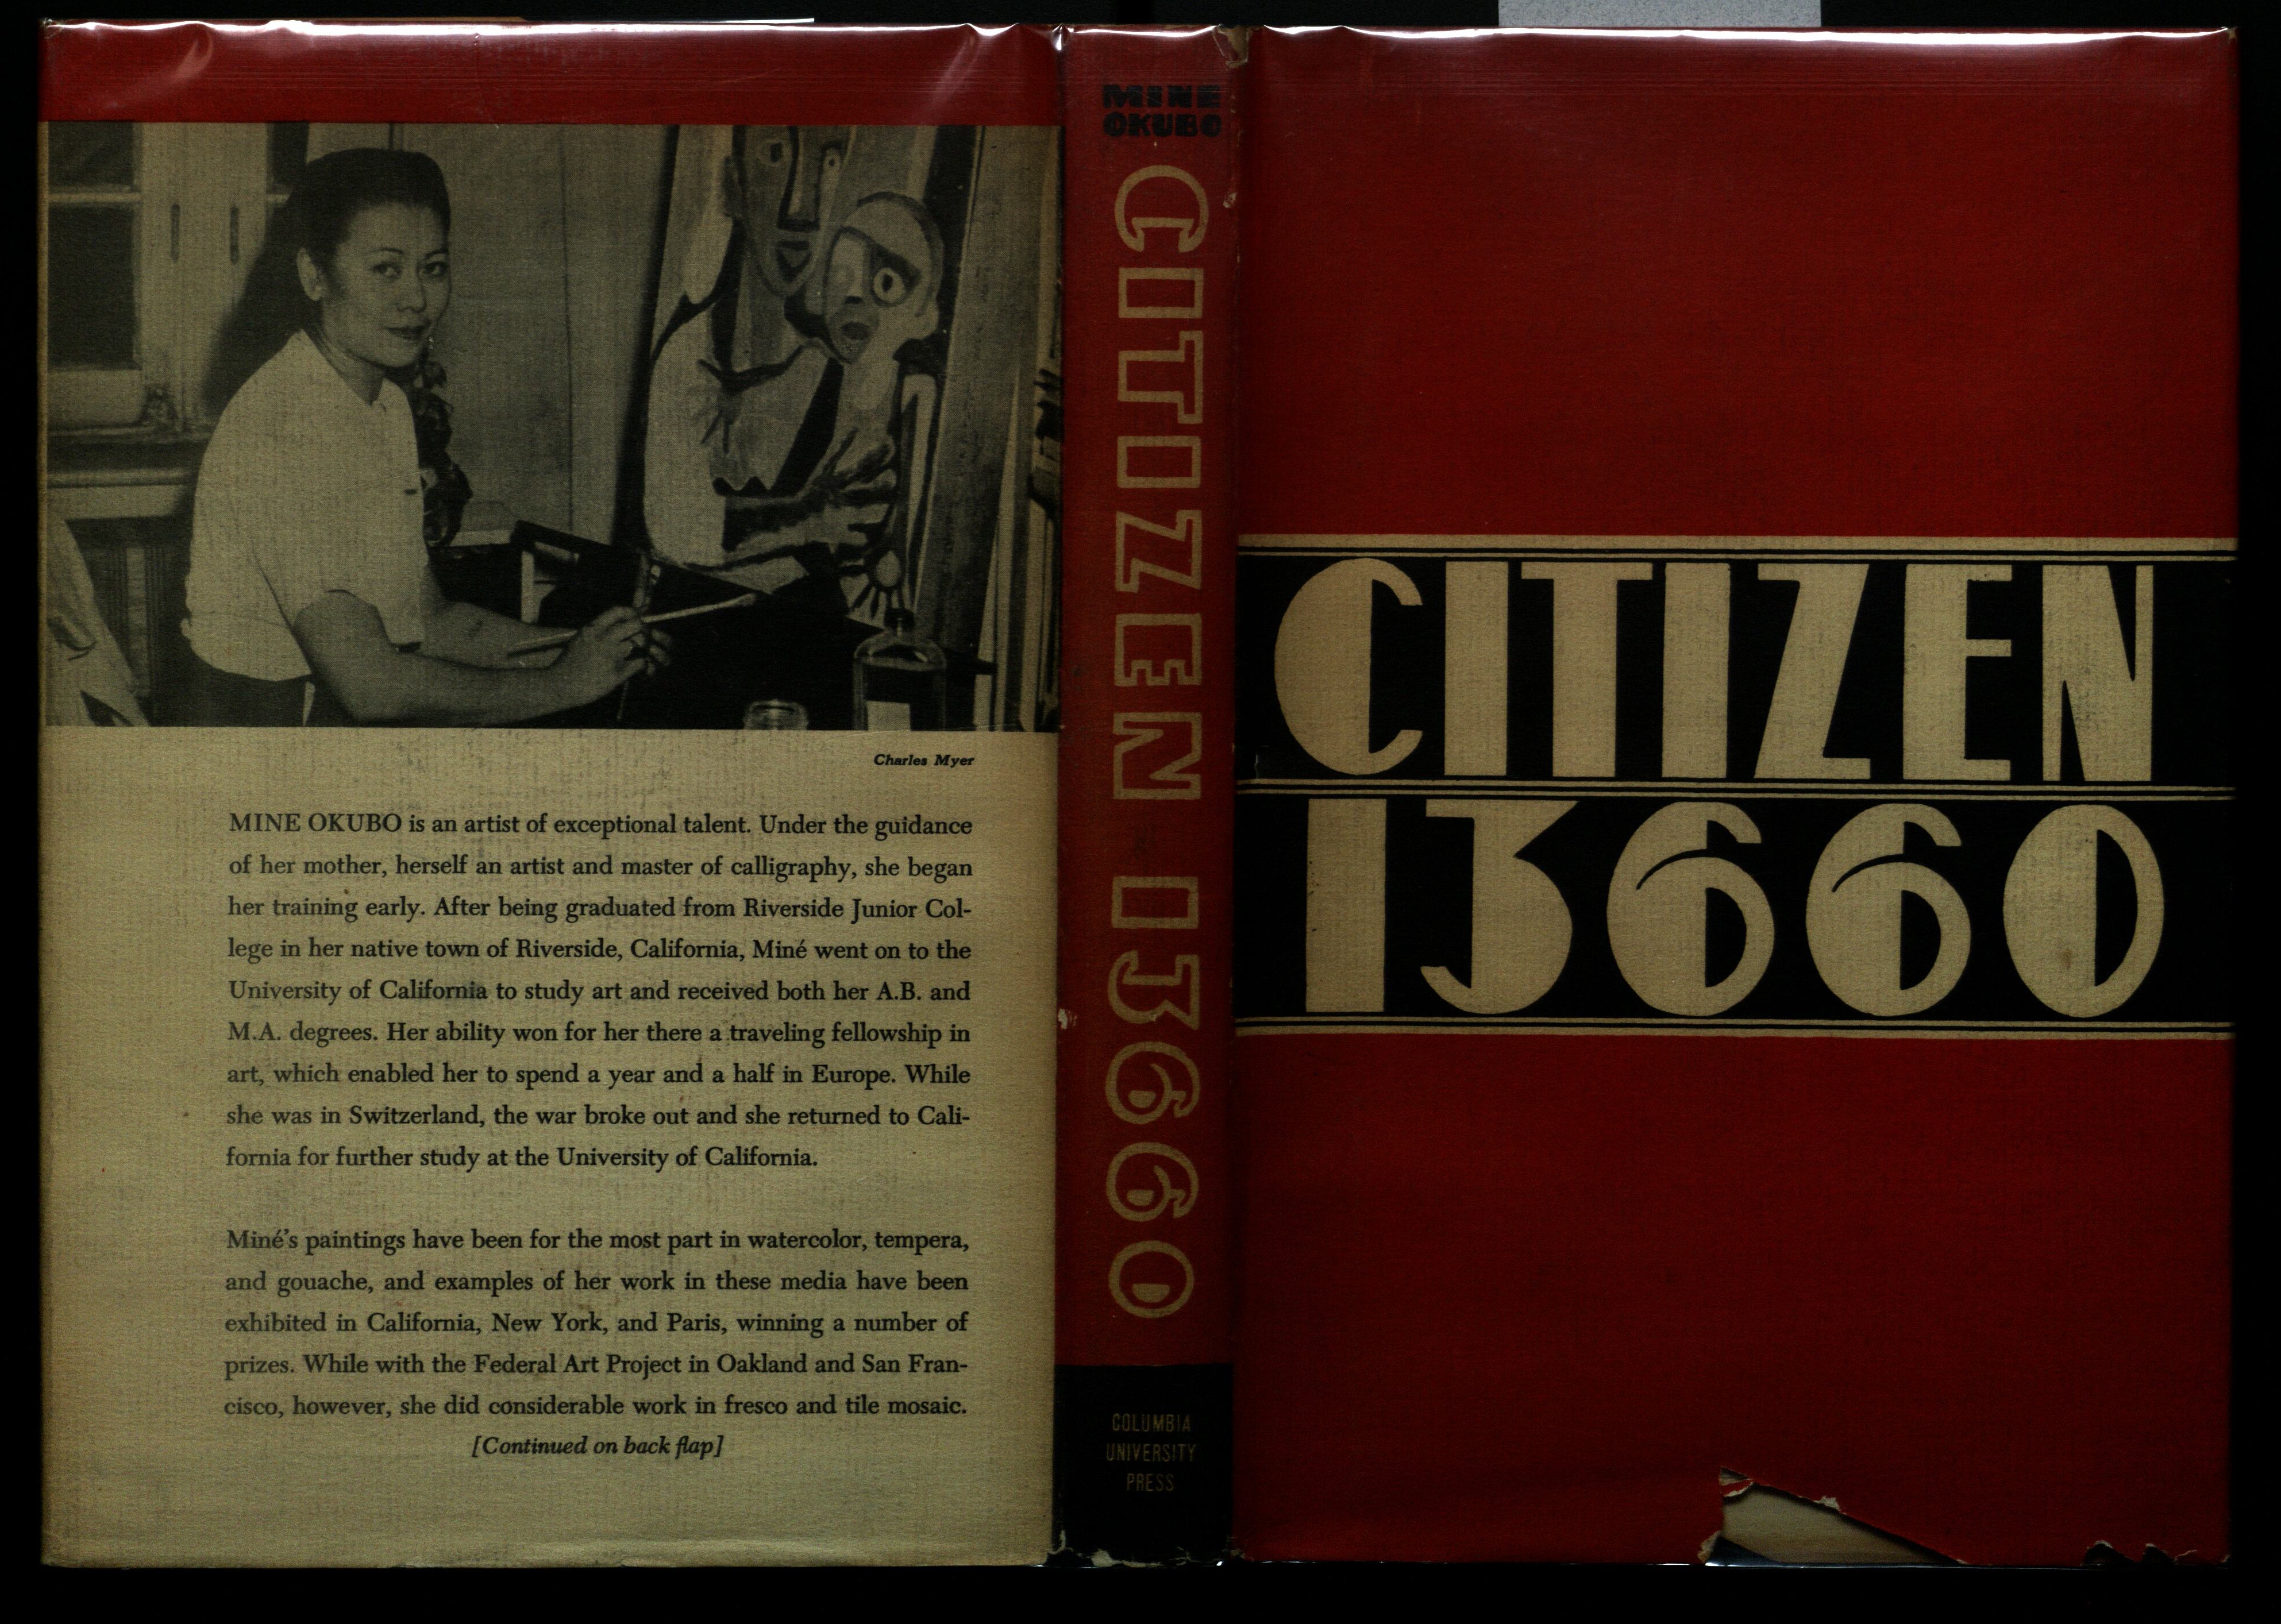 Charles Myer
MINE OKUBO is an artist of exceptional talent. Under the guidance
of her mother, herself an artist and master of calligraphy, she began
her training early. After being graduated from Riverside Junior Col-
lege in her native town of Riverside, California, Miné went on to the
University of California to study art and received both her A.B. and
M.A. degrees. Her ability won for her there a traveling fellowship in
art, which enabled her to spend a year and a half in Europe. While
she was in Switzerland, the war broke out and she returned to Cali-
fornia for further study at the University of California.
Miné's paintings have been for the most part in watercolor, tempera,
and gouache, and examples of her work in these media have been
exhibited in California, New York, and Paris, winning a number of
prizes. While with the Federal Art Project in Oakland and San Fran-
cisco, however, she did considerable work in fresco and tile mosaic.
[Continued on back flap]
MINE
OKUBO
CITIZEN 13660
COLUMBIA
UNIVERSITY
PRESS
CITIZEN
13660